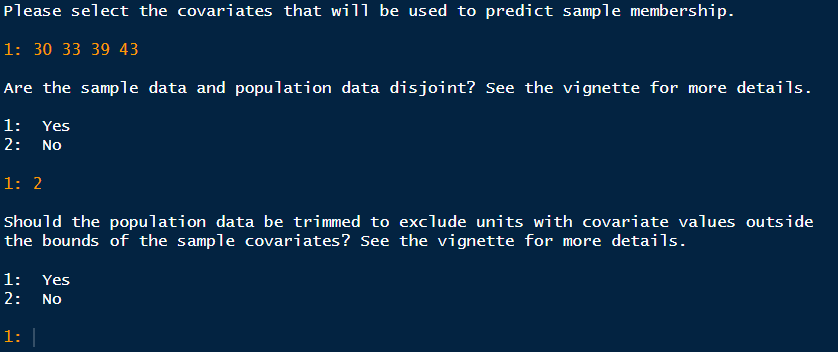 Please select the covariates that will be used to predict sample membership.
1: 30 33 39 43
Are the sample data and population data disjoint? See the vignette for more details.
1:  Yes
2:  No
1: 2
Should the population data be trimmed to exclude units with covariate values outside
the bounds of the sample covariates? See the vignette for more details.
1:  Yes
2:  No
1: